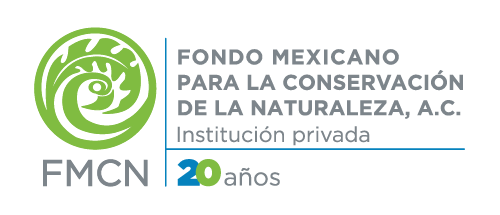 FONDO MEXICANO
PARA LA CONSERVACIÓN
DE LA NATURALEZA, A.C.
Institución privada
FMCN
20 años